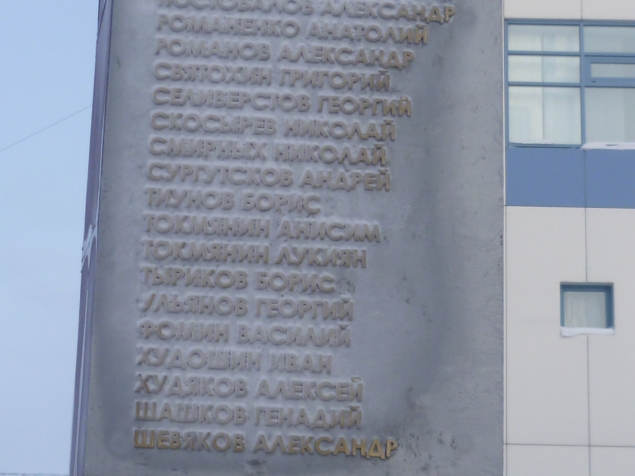 АЛЕКСАНДР
РОМАНЕНКО АНАТОЛИЙ
РОМАНОВ АЛЕКСАНДР
СВЯТОХИН ГРИГОРИЙ
СЕЛИВЕРСТОВ ГЕОРГИЙ
СКОСЫРЕВ НИКОЛАЙ
СМИРНЫХ НИКОЛАЙ
СУРГУТСКОВ АНДРЕЙ
ТИУНОВ БОРИС
ТОКМЯНИН АНИСИМ
ТОКМЯНИН ЛУКИЯН
ТЫРИКОВ БОРИС
УЛЬЯНОВ ГЕОРГИЙ
ФОМИН ВАСИЛИЙ
ХУДОШИН ИВАН
ХУДЯКОВ АЛЕКСЕЙ
ШАШКОВ ГЕНАДИЙ
ШЕВЯКОВ АЛЕКСАНДР